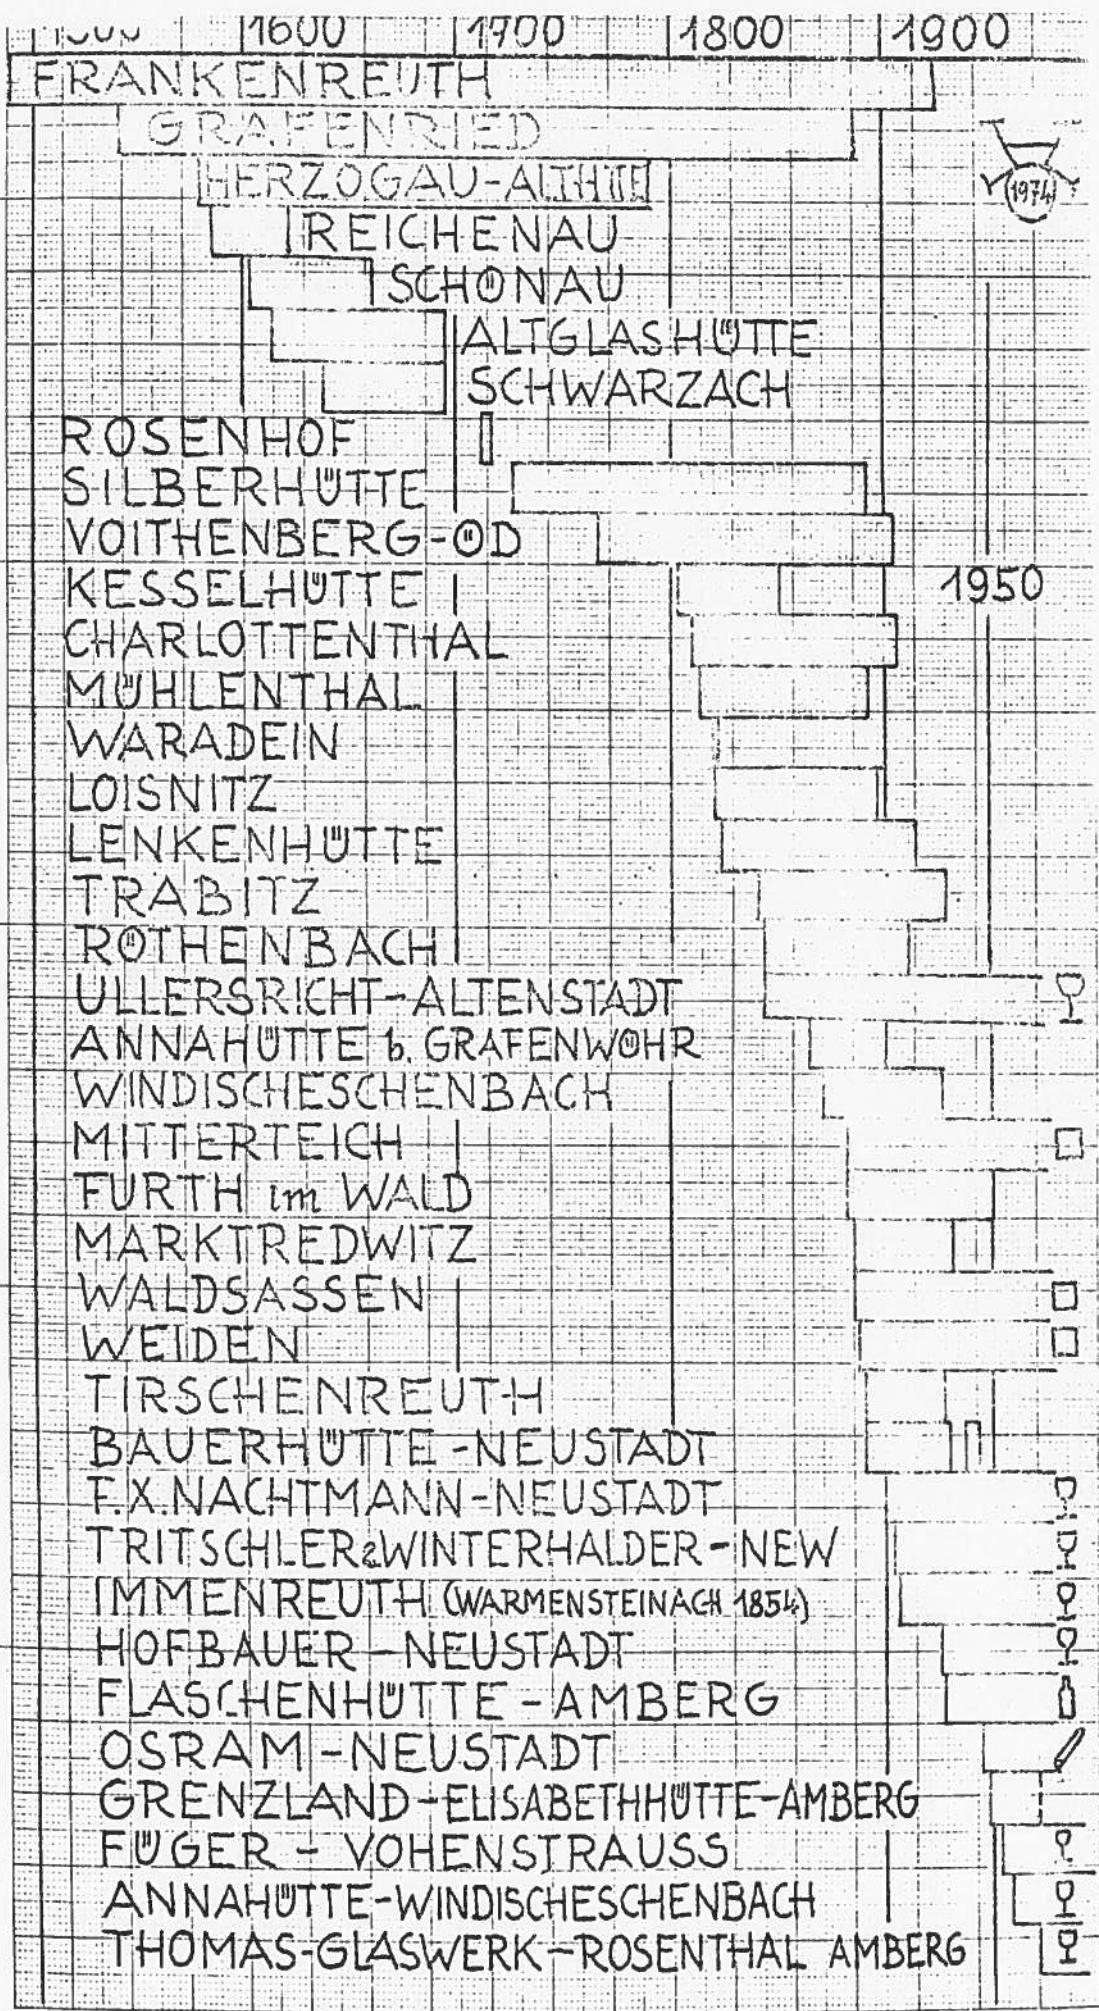 1600 1700 1800 1900
FRANKENREUTH
GRAFENRIED
1974
REICHENAU
SCHÖNAU
ALTGLASHÜTTE
SCHWARZACH
ROSENHOF
SILBERHÜTTE
VOITHENBERG-ÖD
KESSELHÜTTE
1950
CHARLOTTENTHAL
MÜHLENTHAL
WARADEIN
LOISNITZ
LENKENHÜTTE
TRABITZ
RÖTHENBACH
ULLERSRICHT-ALTENSTADT
ANNAHÜTTE b. GRAFENWÖHR
WINDISCHESCHENBACH
MITTERTEICH
FURTH im WALD
MARKTREDWITZ
WALDSASSEN
WEIDEN
TIRSCHENREUTH
BAUERHÜTTE-NEUSTADT
F.X.NACHTMANN-NEUSTADT
TRITSCHLER&WINTERHALDER-NEW
IMMENREUTH (WARMENSTEINACH 1854)
HOFBAUER-NEUSTADT
FLASCHENHÜTTE-AMBERG
OSRAM-NEUSTADT
GRENZLAND-ELISABETHHÜTTE-AMBERG
FÜGER - VOHENSTRAUSS
ANNAHÜTTE-WINDISCHESCHENBACH
THOMAS-GLASWERK-ROSENTHAL AMBERG